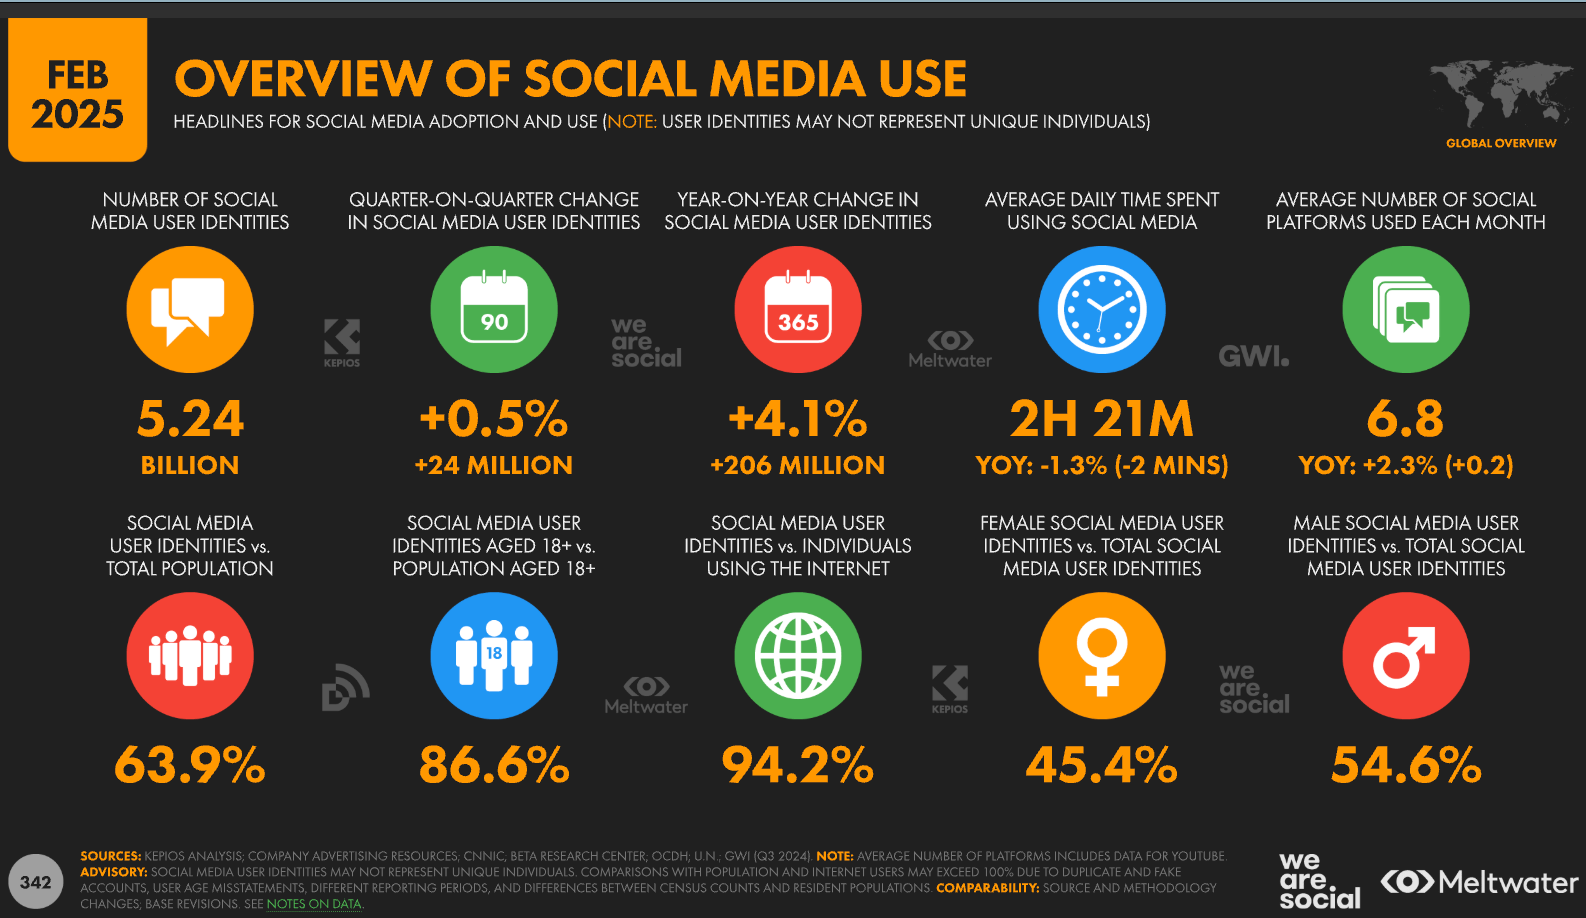 FEB
2025
OVERVIEW OF SOCIAL MEDIA USE
HEADLINES FOR SOCIAL MEDIA ADOPTION AND USE (NOTE: USER IDENTITIES MAY NOT REPRESENT UNIQUE INDIVIDUALS)
GLOBAL OVERVIEW
NUMBER OF SOCIAL
MEDIA USER IDENTITIES
5.24
BILLION
QUARTER-ON-QUARTER CHANGE
IN SOCIAL MEDIA USER IDENTITIES
90
+0.5%
+24 MILLION
YEAR-ON-YEAR CHANGE IN
SOCIAL MEDIA USER IDENTITIES
365
+4.1%
+206 MILLION
AVERAGE DAILY TIME SPENT
USING SOCIAL MEDIA
2H 21M
YOY: -1.3% (-2 MINS)
AVERAGE NUMBER OF SOCIAL
PLATFORMS USED EACH MONTH
6.8
YOY: +2.3% (+0.2)
KEPIOS
we
are.
social
Meltwater
GWI.
SOCIAL MEDIA
USER IDENTITIES vs.
TOTAL POPULATION
63.9%
SOCIAL MEDIA USER
IDENTITIES AGED 18+ vs.
POPULATION AGED 18+
18
86.6%
SOCIAL MEDIA USER
IDENTITIES vs. INDIVIDUALS
USING THE INTERNET
94.2%
FEMALE SOCIAL MEDIA USER
IDENTITIES vs. TOTAL SOCIAL
MEDIA USER IDENTITIES
45.4%
MALE SOCIAL MEDIA USER
IDENTITIES vs. TOTAL SOCIAL
MEDIA USER IDENTITIES
54.6%
D
Meltwater
KEPIOS
we
are.
social
342
SOURCES: KEPIOS ANALYSIS; COMPANY ADVERTISING RESOURCES; CNNIC; BETA RESEARCH CENTER; OCDH; U.N.; GWI (Q3 2024). NOTE: AVERAGE NUMBER OF PLATFORMS INCLUDES DATA FOR YOUTUBE.
ADVISORY: SOCIAL MEDIA USER IDENTITIES MAY NOT REPRESENT UNIQUE INDIVIDUALS. COMPARISONS WITH POPULATION AND INTERNET USERS MAY EXCEED 100% DUE TO DUPLICATE AND FAKE
ACCOUNTS, USER AGE MISSTATEMENTS, DIFFERENT REPORTING PERIODS, AND DIFFERENCES BETWEEN CENSUS COUNTS AND RESIDENT POPULATIONS. COMPARABILITY: SOURCE AND METHODOLOGY
CHANGES; BASE REVISIONS. SEE NOTES ON DATA.
we
are.
social
Meltwater